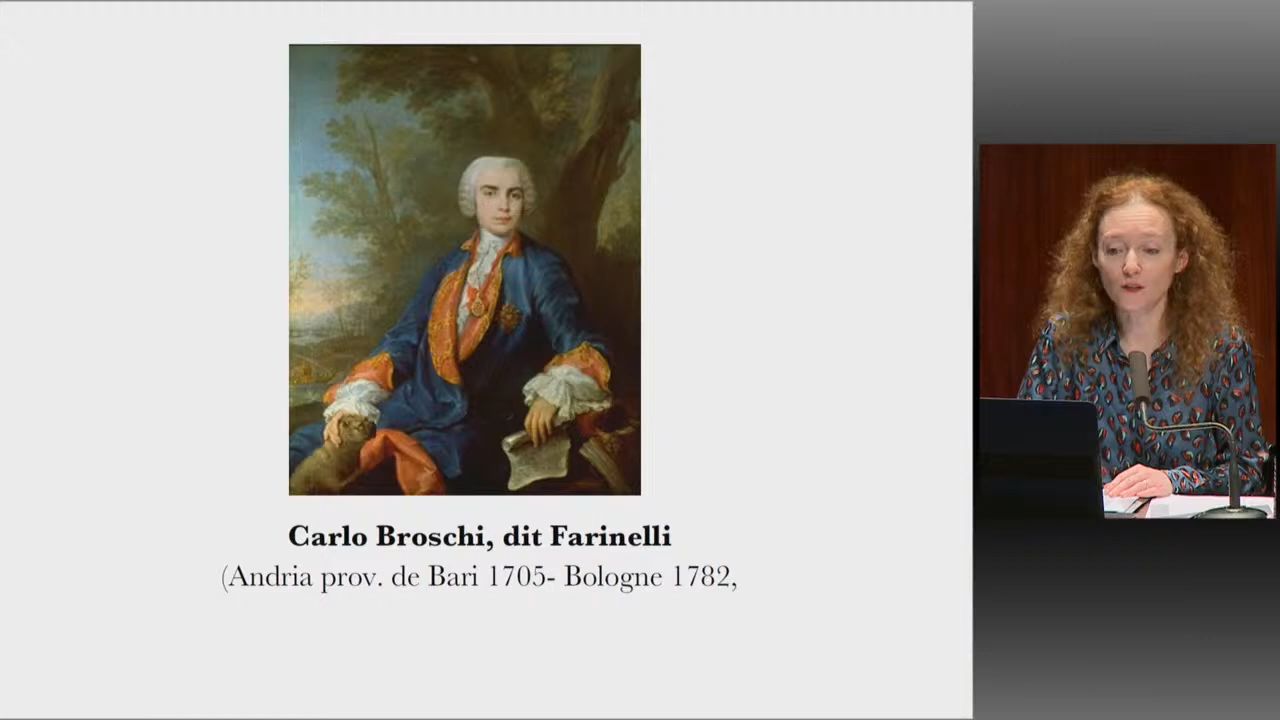 Carlo Broschi, dit Farinelli
(Andria prov. de Bari 1705- Bologne 1782,